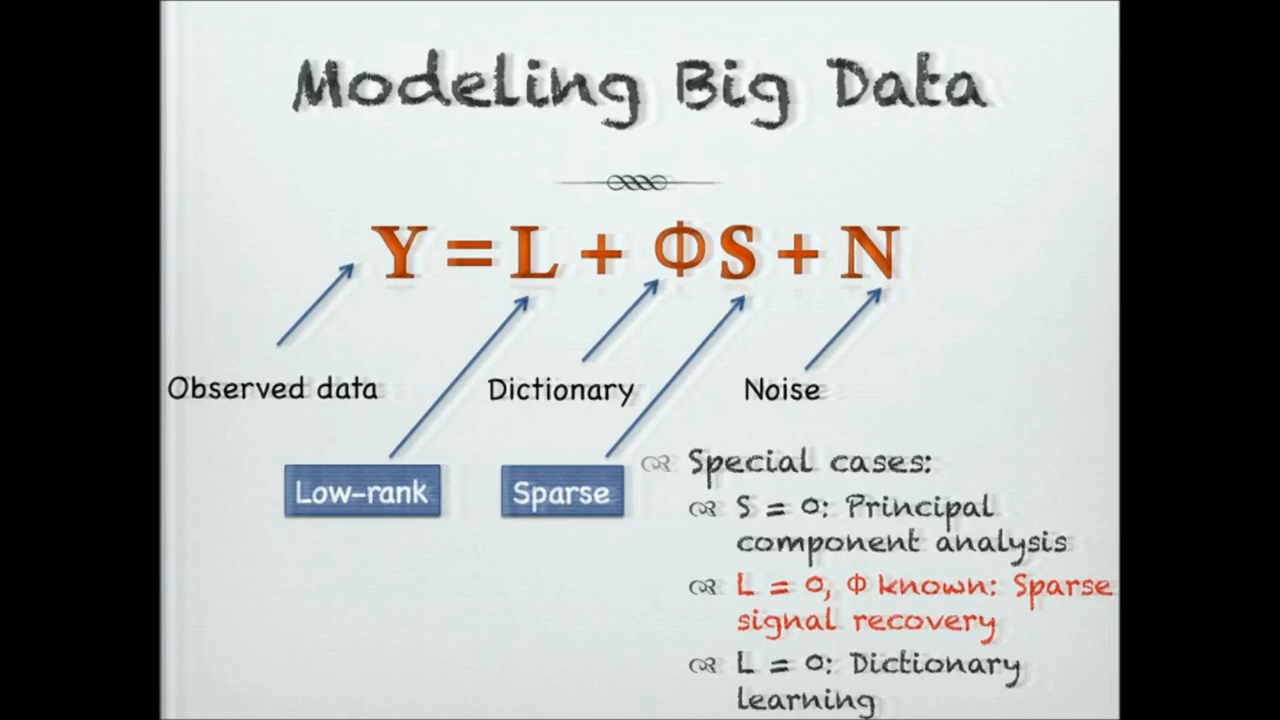 Modeling Big Data
Y = L + ΦS + N
Observed data
Dictionary
Noise
Low-rank
Sparse
Special cases:
S = 0: Principal
component analysis
L = 0, Φ known: Sparse
signal recovery
L = 0: Dictionary
learning